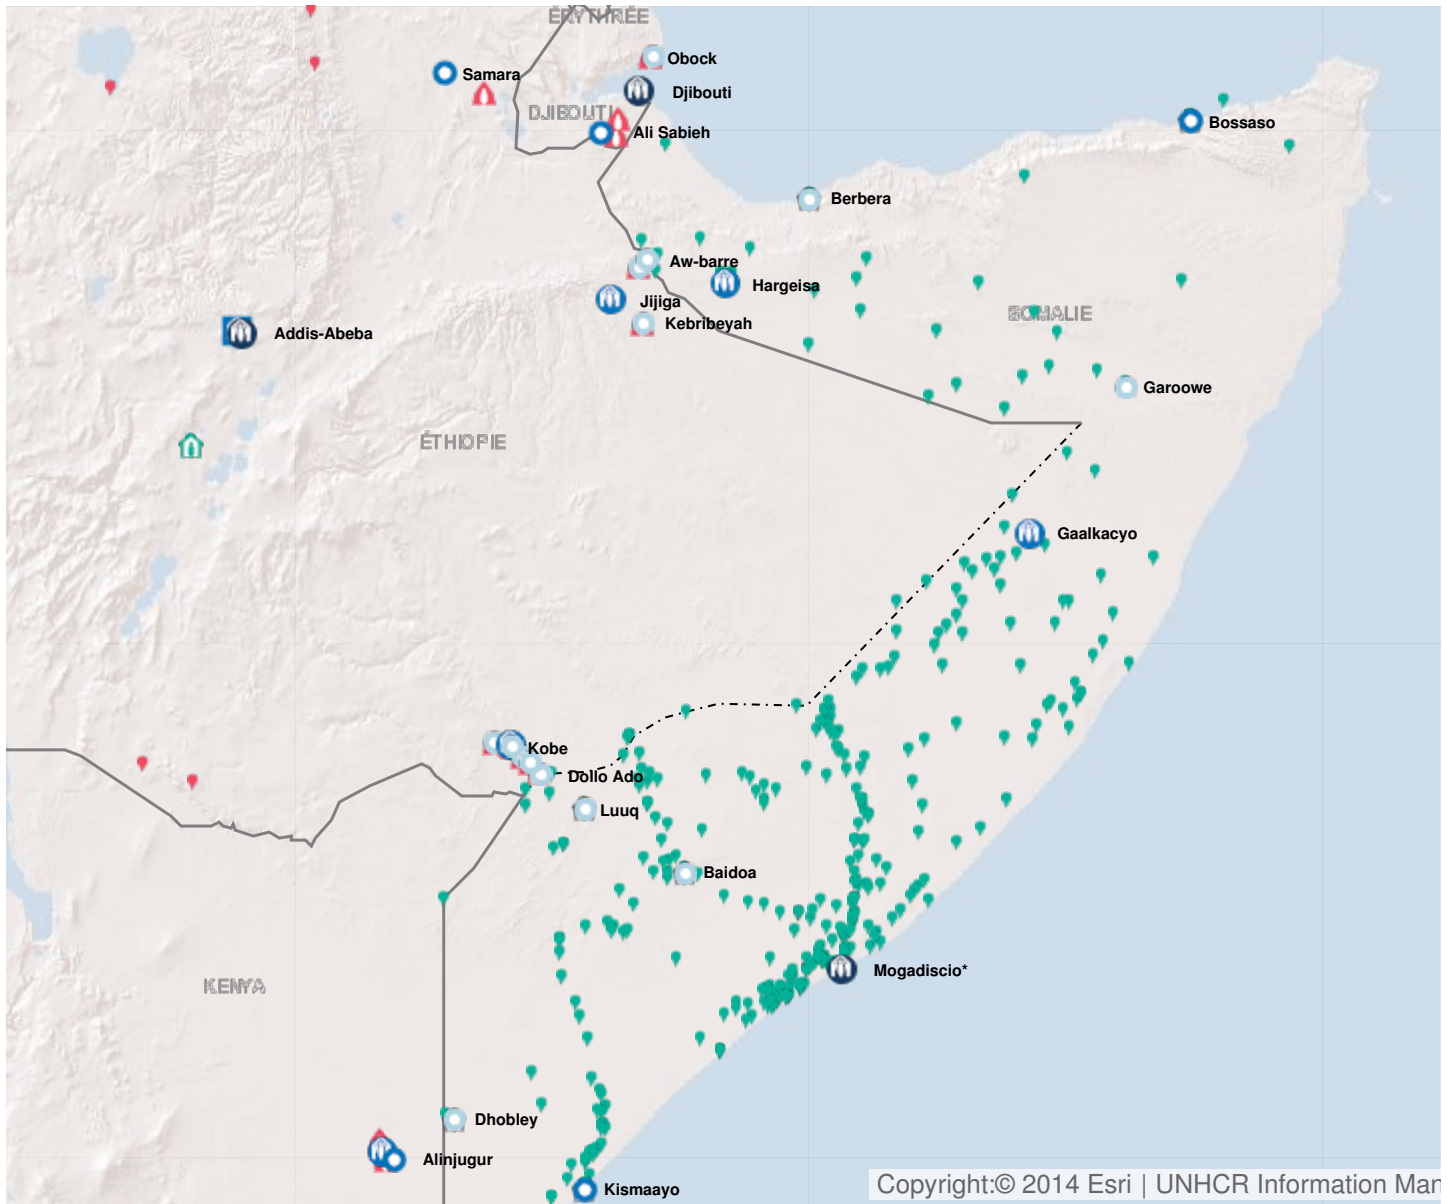 ÉRYTHRÉE
Obock
Samara
Djibouti
DJIBOUTI
Bossaso
Ali Sabieh
Berbera
Aw-barre
Hargeisa
Jijiga
SOMALIE
Kebribeyah
Addis-Abeba
Garoowe
ÉTHIOPIE
Gaalkacyo
Kobe
Dollo Ado
Luuq
Baidoa
Mogadiscio*
KENYA
Dhobley
Alinjugur
Kismaayo
Copyright:© 2014 Esri | UNHCR Information Man